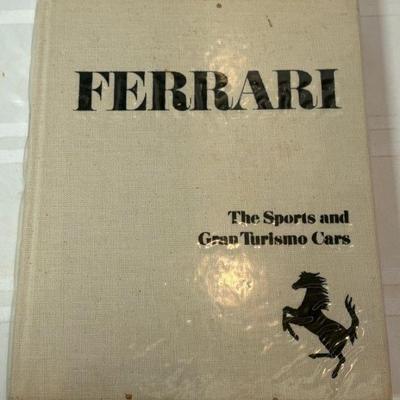 FERRARI
The Sports and
Gran Turismo Cars